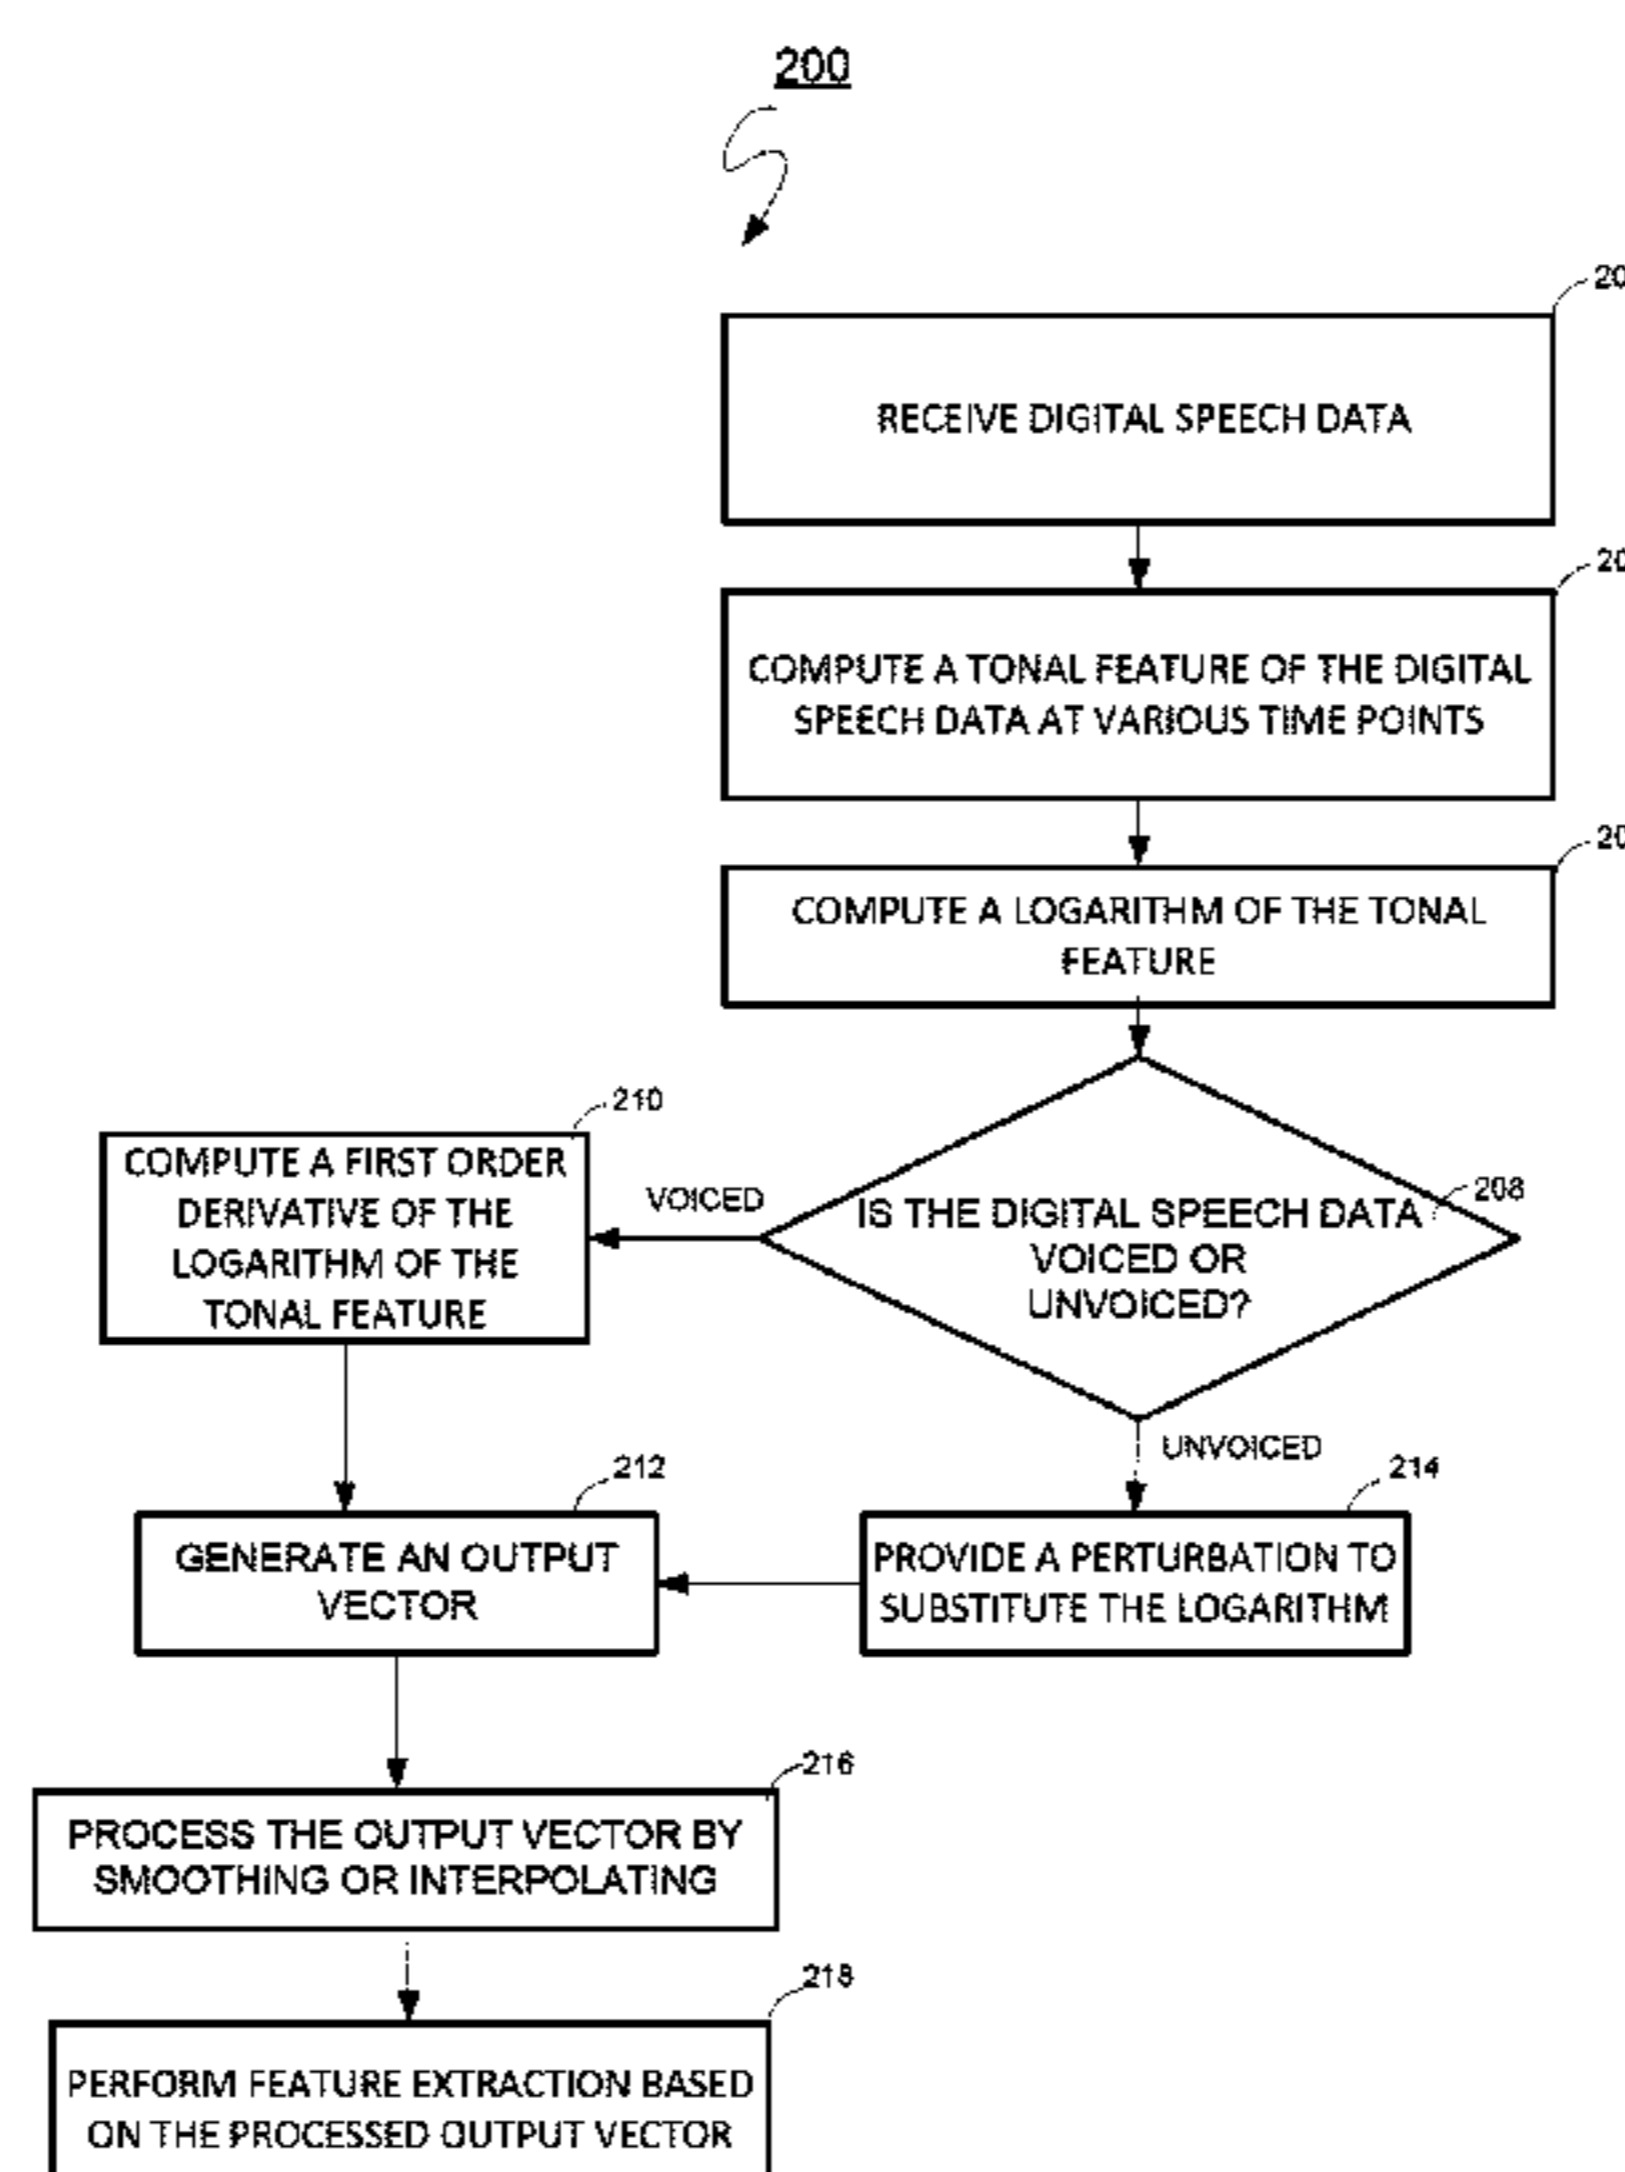 200
20
RECEIVE DIGITAL SPEECH DATA
20
COMPUTE A TONAL FEATURE OF THE DIGITAL
SPEECH DATA AT VARIOUS TIME POINTS
20
COMPUTE A LOGARITHM OF THE TONAL
FEATURE
210
COMPUTE A FIRST ORDER
DERIVATIVE OF THE
LOGARITHM OF THE
TONAL FEATURE
VOICED
208
IS THE DIGITAL SPEECH DATA
VOICED OR
UNVOICED?
UNVOICED
212
GENERATE AN OUTPUT
VECTOR
214
PROVIDE A PERTURBATION TO
SUBSTITUTE THE LOGARITHM
216
PROCESS THE OUTPUT VECTOR BY
SMOOTHING OR INTERPOLATING
218
PERFORM FEATURE EXTRACTION BASED
ON THE PROCESSED OUTPUT VECTOR